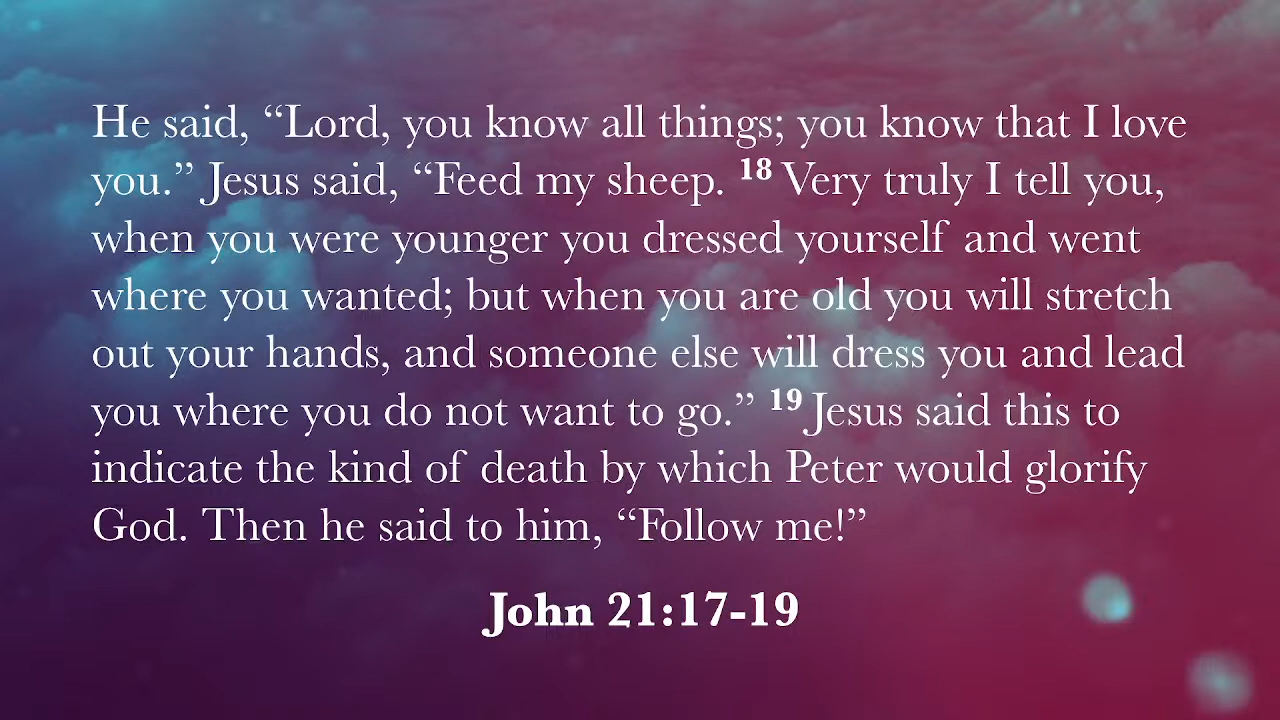 He said, “Lord, you know all things; you know that I love
you.” Jesus said, “Feed my sheep. 18 Very truly I tell you,
when you were younger you dressed yourself and went
where you wanted; but when you are old you will stretch
out your hands, and someone else will dress you and lead
you where you do not want to go.” 19 Jesus said this to
indicate the kind of death by which Peter would glorify
God. Then he said to him, “Follow me!”
John 21:17-19